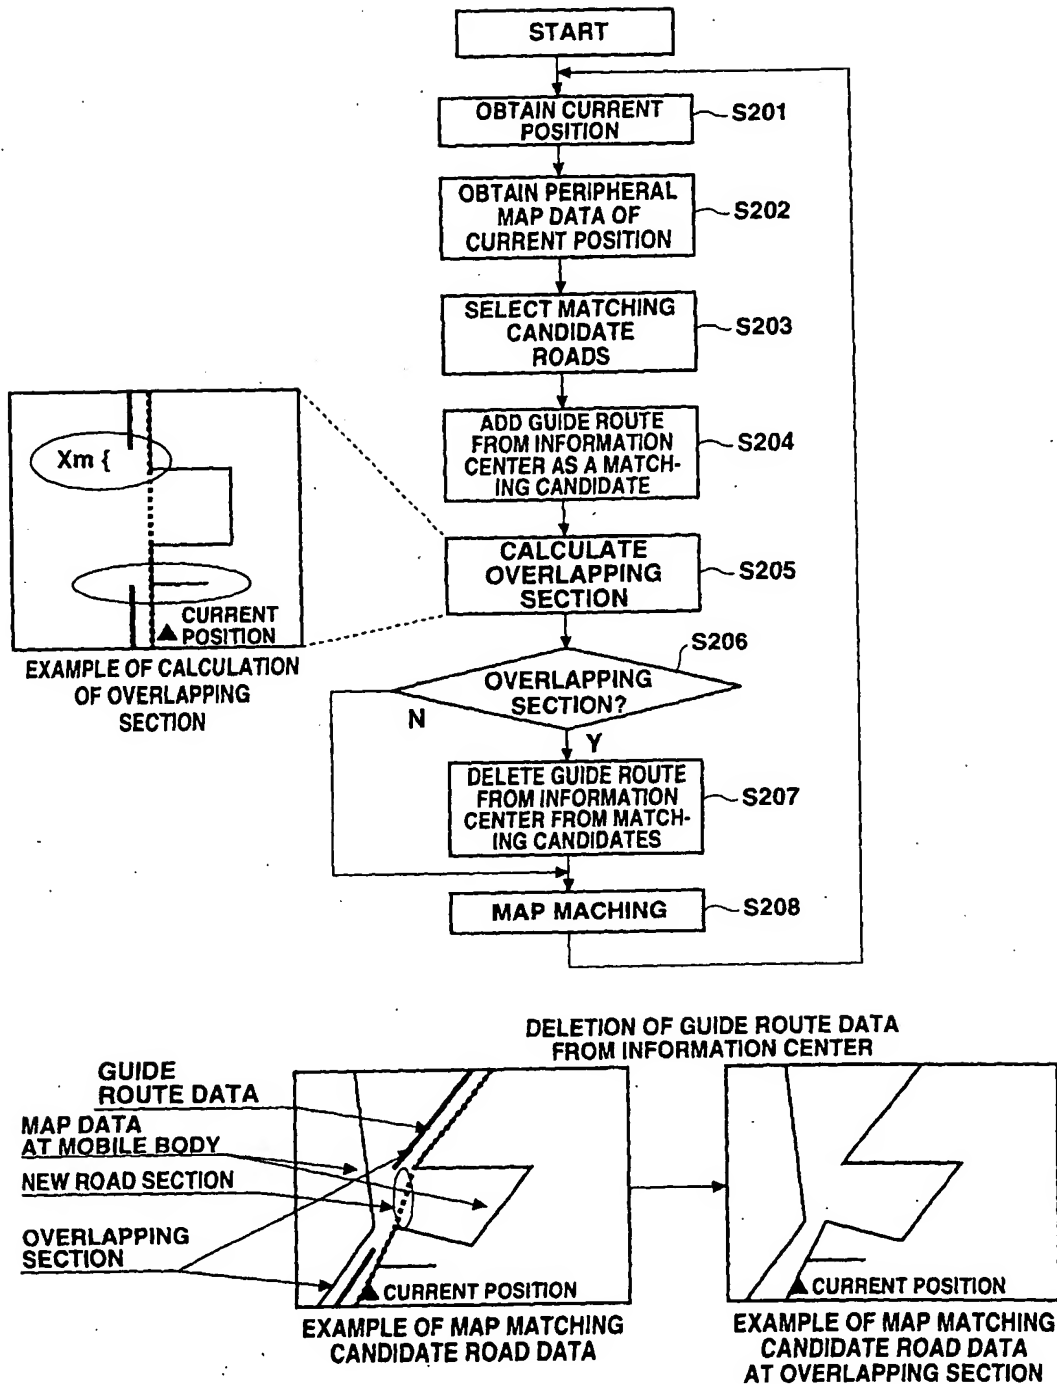 START
OBTAIN CURRENT
POSITION
S201
OBTAIN PERIPHERAL
MAP DATA OF
CURRENT POSITION
S202
SELECT MATCHING
CANDIDATE
ROADS
S203
ADD GUIDE ROUTE
FROM INFORMATION
CENTER AS A MATCH-
ING CANDIDATE
S204
Xm {
CURRENT
POSITION
EXAMPLE OF CALCULATION
OF OVERLAPPING
SECTION
CALCULATE
OVERLAPPING
SECTION
S205
S206
OVERLAPPING
SECTION?
N
Y
DELETE GUIDE ROUTE
FROM INFORMATION
CENTER FROM MATCH-
ING CANDIDATES
S207
MAP MACHING
S208
DELETION OF GUIDE ROUTE DATA
FROM INFORMATION CENTER
GUIDE
ROUTE DATA
MAP DATA
AT MOBILE BODY
NEW ROAD SECTION
OVERLAPPING
SECTION
CURRENT POSITION
EXAMPLE OF MAP MATCHING
CANDIDATE ROAD DATA
CURRENT POSITION
EXAMPLE OF MAP MATCHING
CANDIDATE ROAD DATA
AT OVERLAPPING SECTION